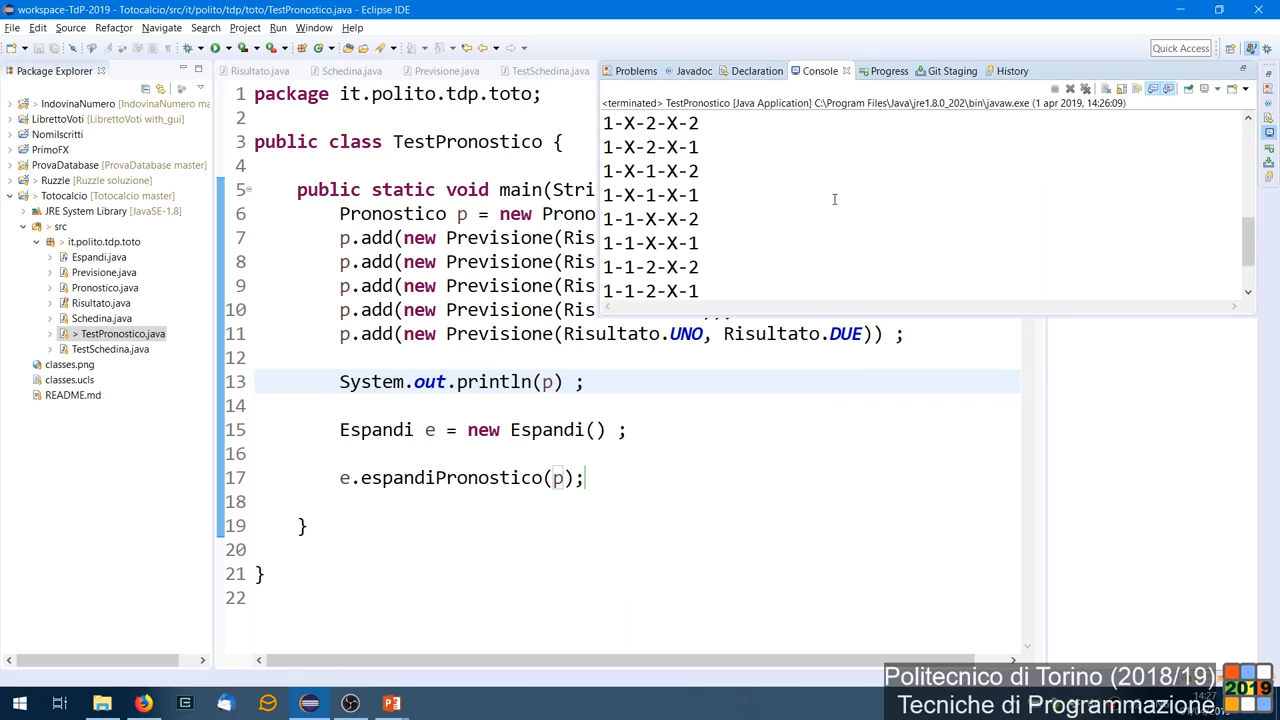 workspace-TdP-2019 - Totocalcio/src/it/polito/tdp/toto/TestPronostico.java - Eclipse IDE
File Edit Source Refactor Navigate Search Project Run Window Help
Quick Access
Package Explorer
Risultato.java Schedina.java Previsione.java TestSchedina.java
Problems Javadoc Declaration Console Progress Git Staging History
<terminated> TestPronostico [Java Application] C:\Program Files\Java\jre1.8.0_202\bin\javaw.exe (1 apr 2019, 14:26:09)
1-X-2-X-2
1-X-2-X-1
1-X-1-X-2
1-X-1-X-1
1-1-X-X-2
1-1-X-X-1
1-1-2-X-2
1-1-2-X-1
> IndovinaNumero [IndovinaNumero ma
LibrettoVoti [with_gui]
NomiIscritti
PrimoFX
ProvaDatabase [ProvaDatabase master]
> Ruzzle [Ruzzle soluzione]
> Totocalcio [Totocalcio master]
JRE System Library [JavaSE-1.8]
> src
> it.polito.tdp.toto
Espandi.java
Previsione.java
Pronostico.java
Risultato.java
Schedina.java
> TestPronostico.java
TestSchedina.java
classes.png
classes.ucls
README.md
1 package it.polito.tdp.toto;
2
3 public class TestPronostico {
4
5 public static void main(Stri
6 Pronostico p = new Prono
7 p.add(new Previsione(Ris
8 p.add(new Previsione(Ris
9 p.add(new Previsione(Ris
10 p.add(new Previsione(Ris
11 p.add(new Previsione(Risultato.UNO, Risultato.DUE)) ;
12
13 System.out.println(p) ;
14
15 Espandi e = new Espandi() ;
16
17 e.espandiPronostico(p);
18
19 }
20
21 }
22
Politecnico di Torino (2018/19)
Tecniche di Programmazione
2019
14:27